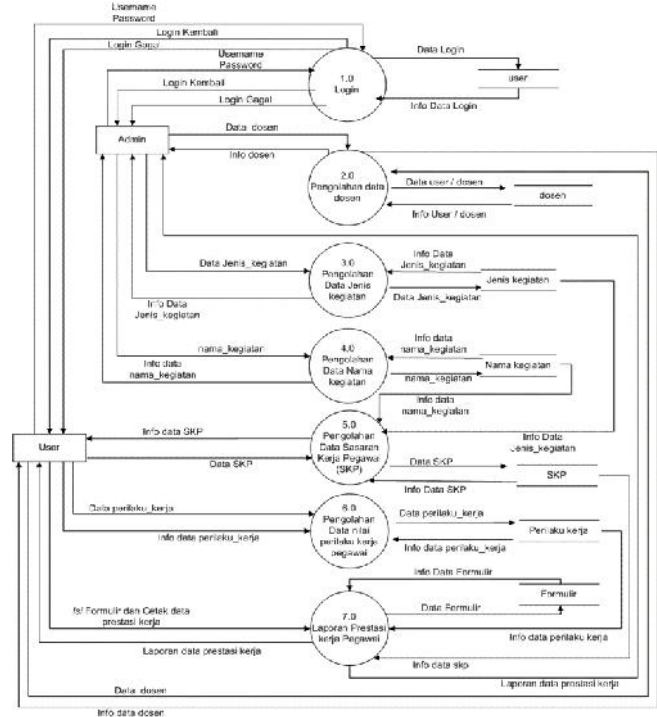 Username
Password
Login Kembali
Login Gagal
Username
Password
Login Kembali
Login Gagal
1.0
Login
Data Login
user
Info Data Login
Admin
Data dosen
Info dosen
2.0
Pengolahan data
dosen
Data user / dosen
dosen
Info User / dosen
Data Jenis_kegiatan
Info Data
Jenis_kegiatan
3.0
Pengolahan
Data Jenis
kegiatan
Info Data
Jenis_kegiatan
Jenis kegiatan
Data Jenis_kegiatan
nama_kegiatan
Info data
nama_kegiatan
4.0
Pengolahan
Data Nama
kegiatan
Info data
nama_kegiatan
Nama kegiatan
nama_kegiatan
Info data
nama_kegiatan
User
Info data SKP
Data SKP
5.0
Pengolahan
Data Sasaran
Kerja Pegawai
(SKP)
Info Data
Jenis_kegiatan
Data SKP
SKP
Info Data SKP
Data perilaku_kerja
Info data perilaku_kerja
6.0
Pengolahan
Data nilai
perilaku kerja
pegawai
Data perilaku_kerja
Perilaku kerja
Info data perilaku_kerja
Info Data Formulir
Formulir
Data Formulir
Isi Formulir dan Cetak data
prestasi kerja
Laporan data prestasi kerja
7.0
Laporan Prestasi
kerja Pegawai
Info data perilaku kerja
Info data skp
Laporan data prestasi kerja
Data dosen
Info data dosen